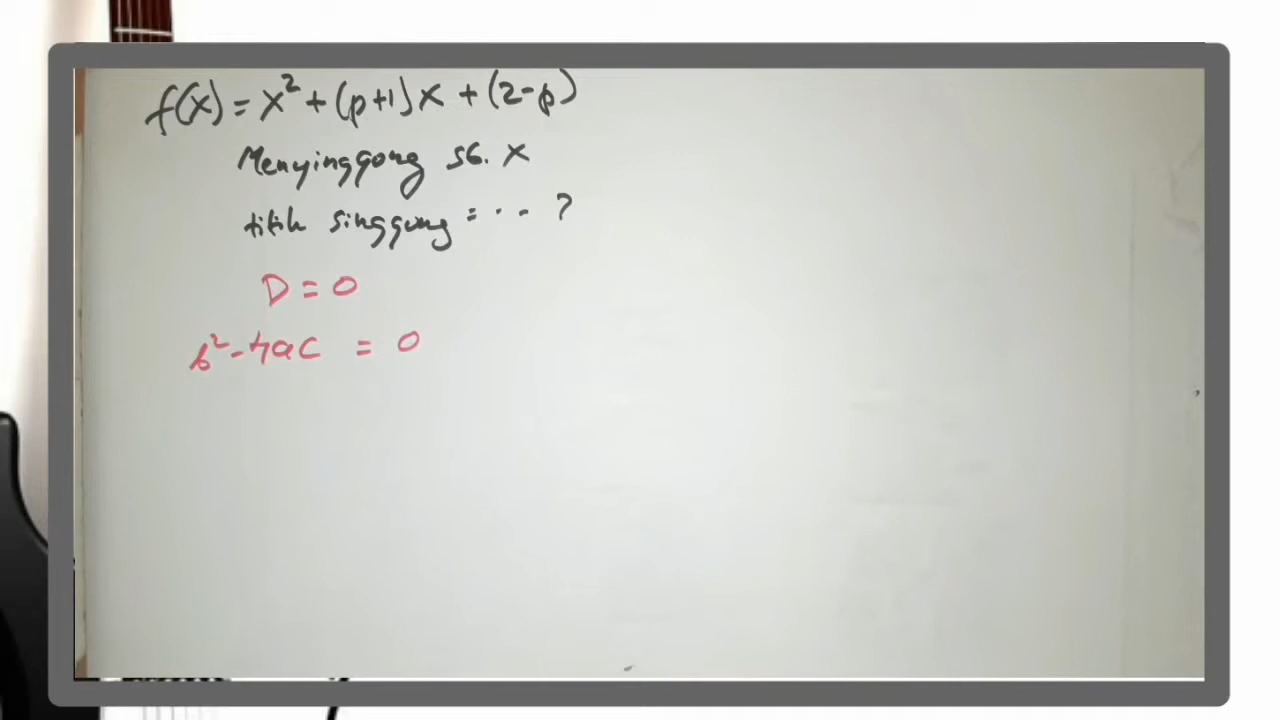 f(x) = x² + (p+1)x + (2-p)
Menyinggung sb. x
titik singgung = ... ?
D = 0
b² - 4ac = 0